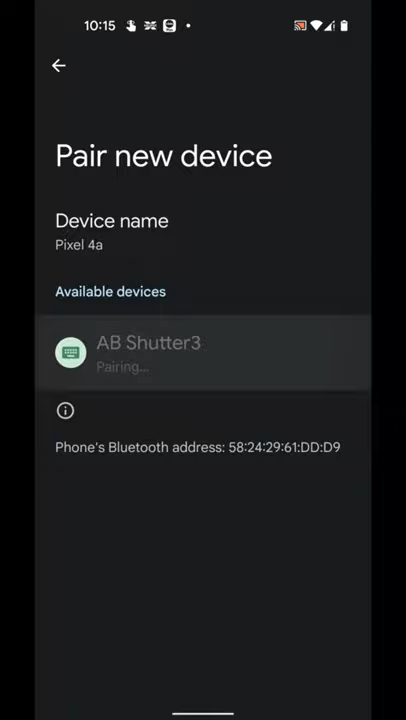 10:15
Pair new device
Device name
Pixel 4a
Available devices
AB Shutter3
Pairing...
Phone's Bluetooth address: 58:24:29:61:DD:D9